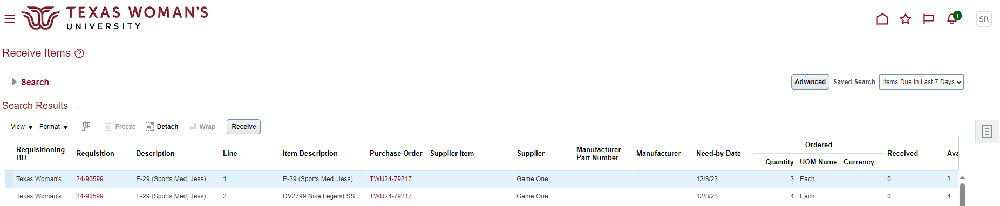 TEXAS WOMAN'S
UNIVERSITY
1
SR
Receive Items ?
Search
Advanced Saved Search Items Due in Last 7 Days
Search Results
View Format Freeze Detach Wrap Receive
Requisitioning BU Requisition Description Line Item Description Purchase Order Supplier Item Supplier Manufacturer Part Number Manufacturer Need-by Date Ordered Quantity UOM Name Currency Received Ava
Texas Woman's ... 24-90599 E-29 (Sports Med, Jess) ... 1 E-29 (Sports Med, Jess) ... TWU24-79217 Game One 12/8/23 3 Each 0 3
Texas Woman's ... 24-90599 E-29 (Sports Med, Jess) ... 2 DV2799 Nike Legend SS ... TWU24-79217 Game One 12/8/23 4 Each 0 4